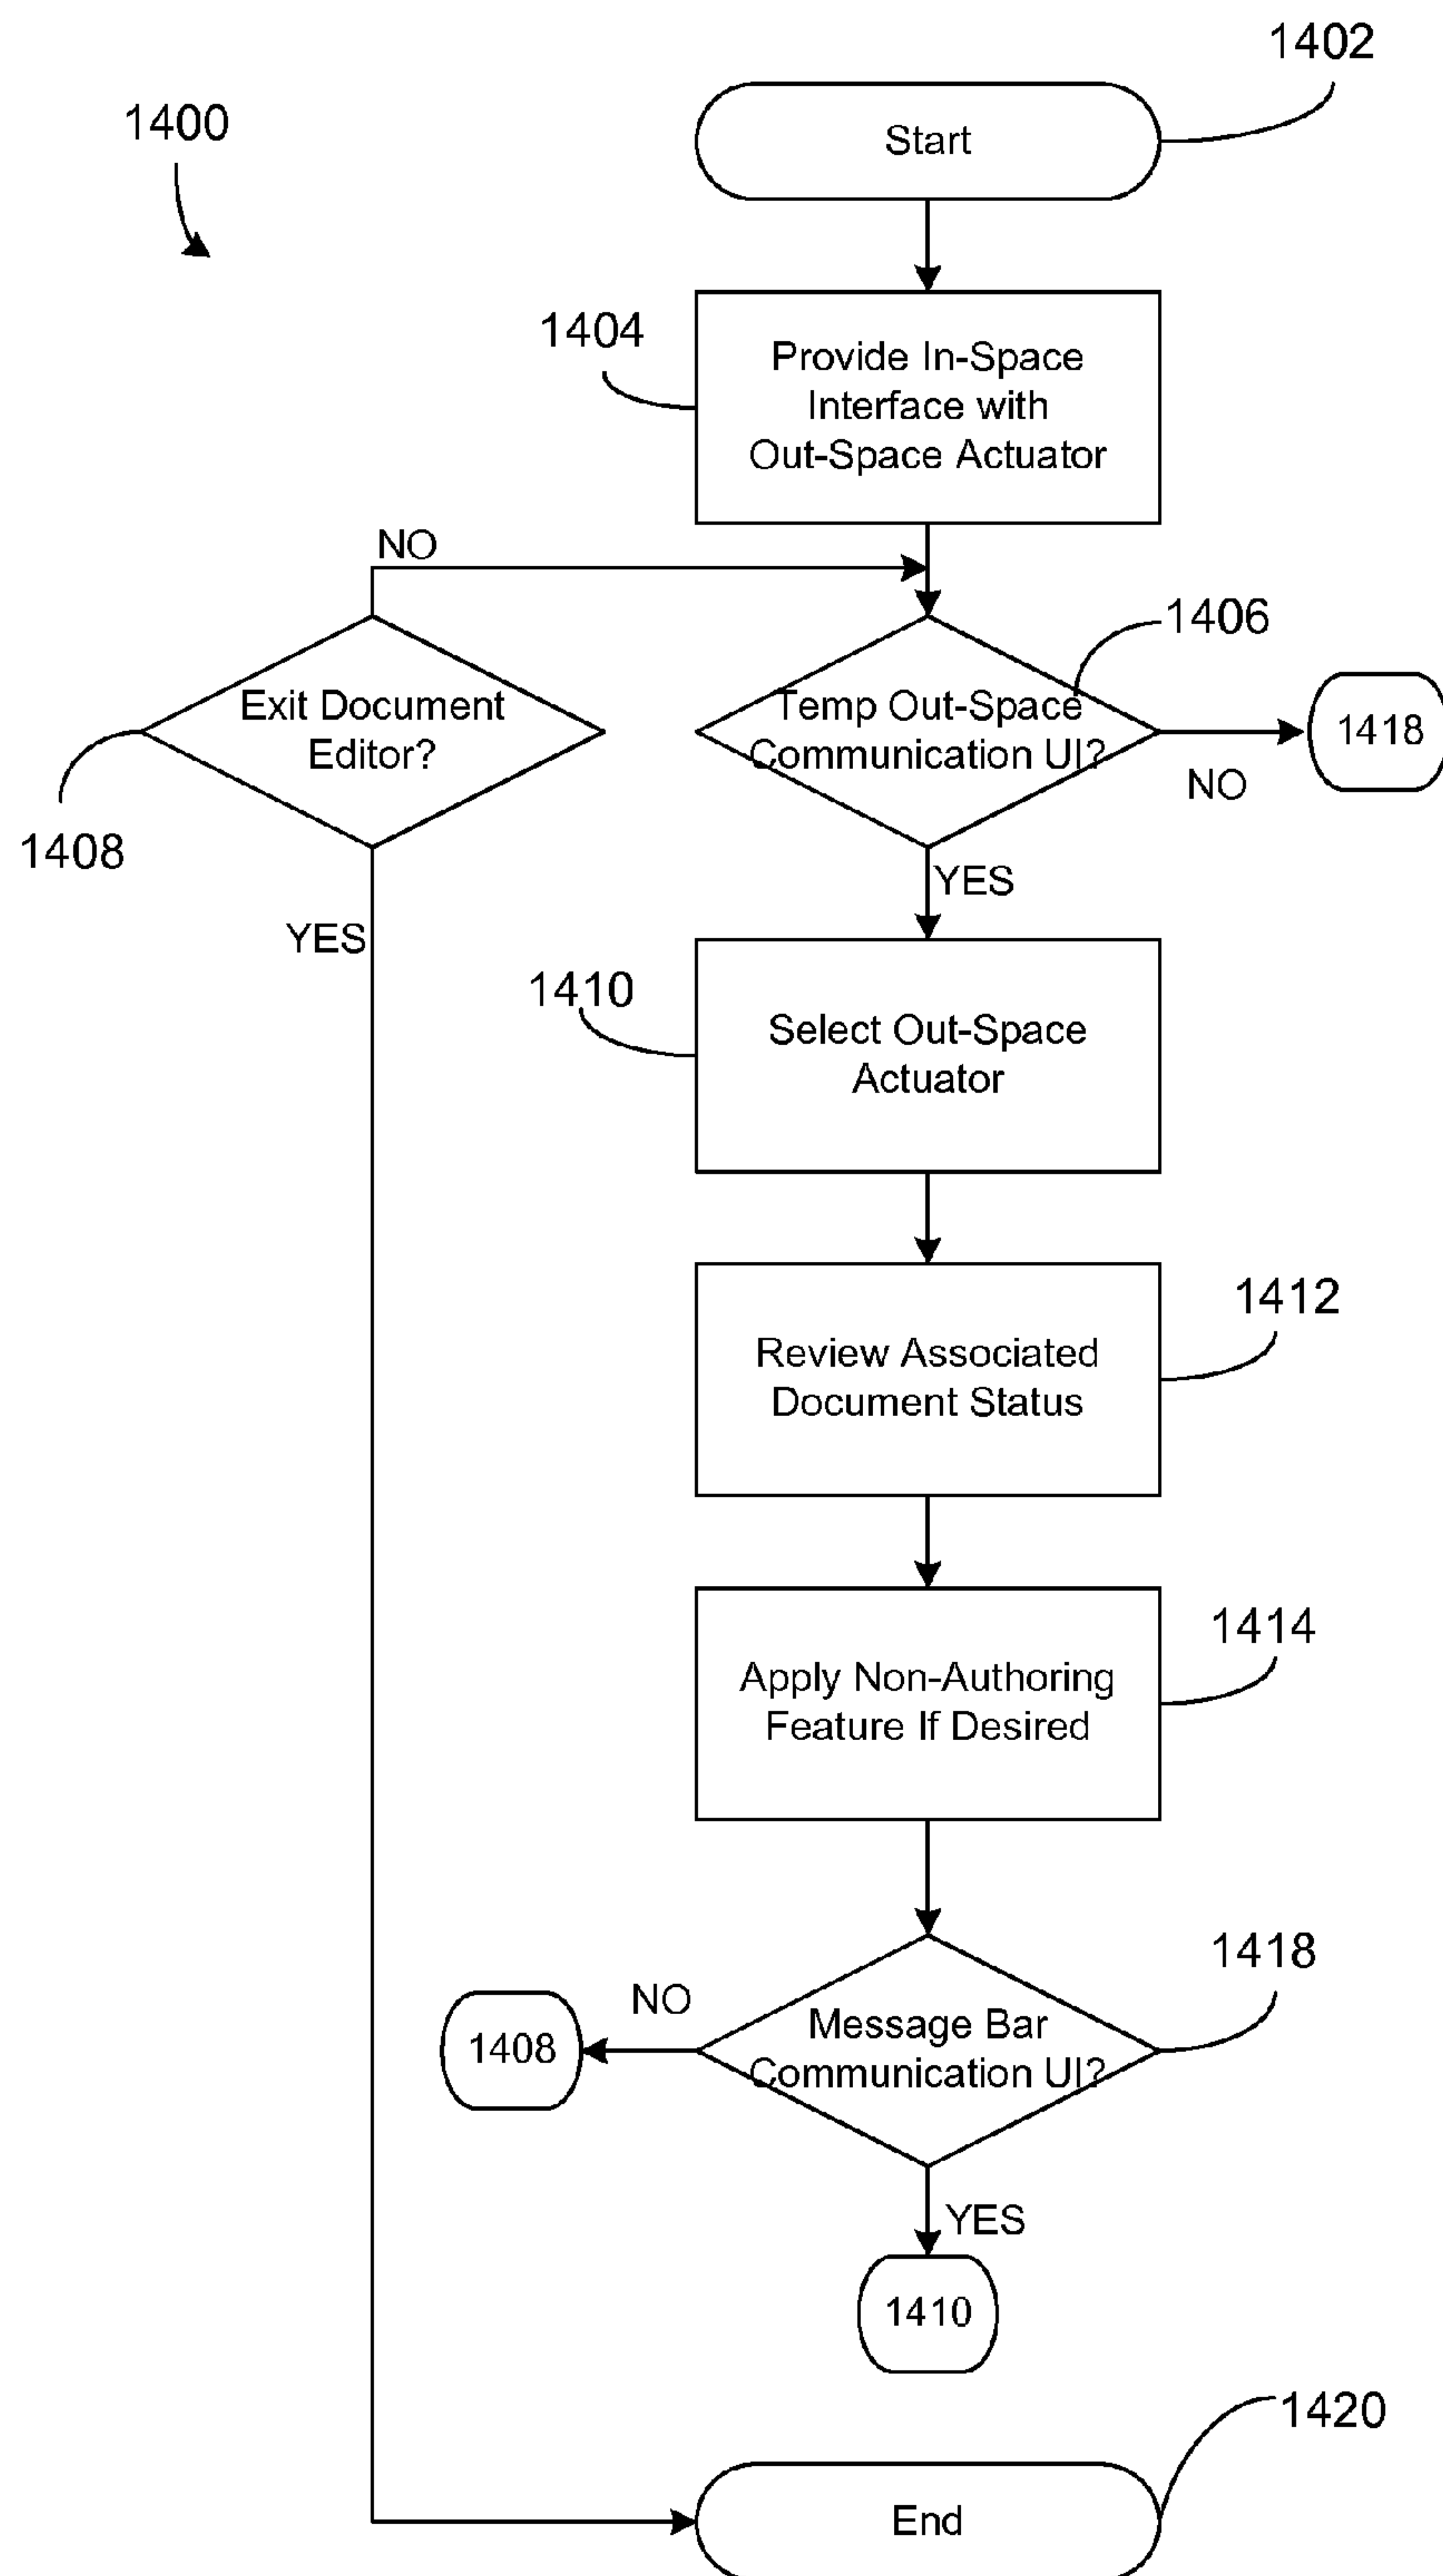 1402
1400
Start
1404
Provide In-Space
Interface with
Out-Space Actuator
NO
1406
Exit Document
Editor?
Temp Out-Space
Communication UI?
1418
NO
1408
YES
YES
1410
Select Out-Space
Actuator
1412
Review Associated
Document Status
1414
Apply Non-Authoring
Feature If Desired
1418
NO
Message Bar
Communication UI?
1408
YES
1410
1420
End